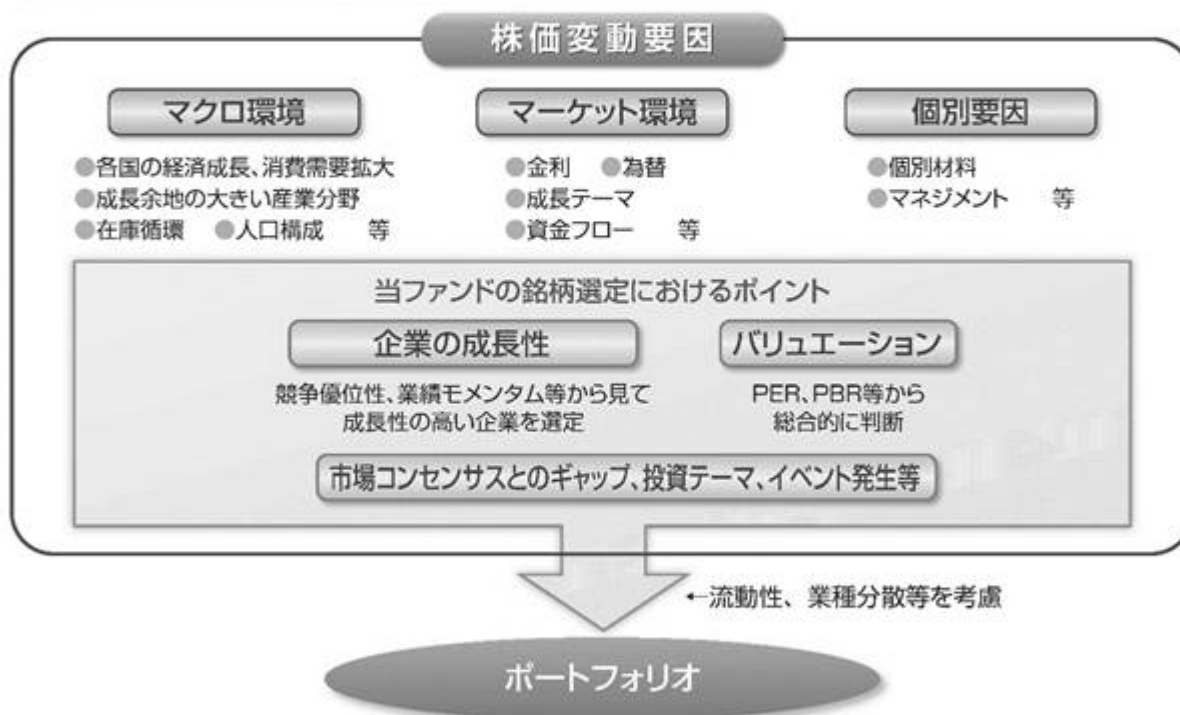 株価変動要因
マクロ環境
●各国の経済成長、消費需要拡大
●成長余地の大きい産業分野
●在庫循環 ●人口構成 等
マーケット環境
●金利 ●為替
●成長テーマ
●資金フロー 等
個別要因
●個別材料
●マネジメント 等
当ファンドの銘柄選定におけるポイント
企業の成長性
競争優位性、業績モメンタム等から見て
成長性の高い企業を選定
バリュエーション
PER、PBR等から
総合的に判断
市場コンセンサスとのギャップ、投資テーマ、イベント発生等
←流動性、業種分散等を考慮
ポートフォリオ